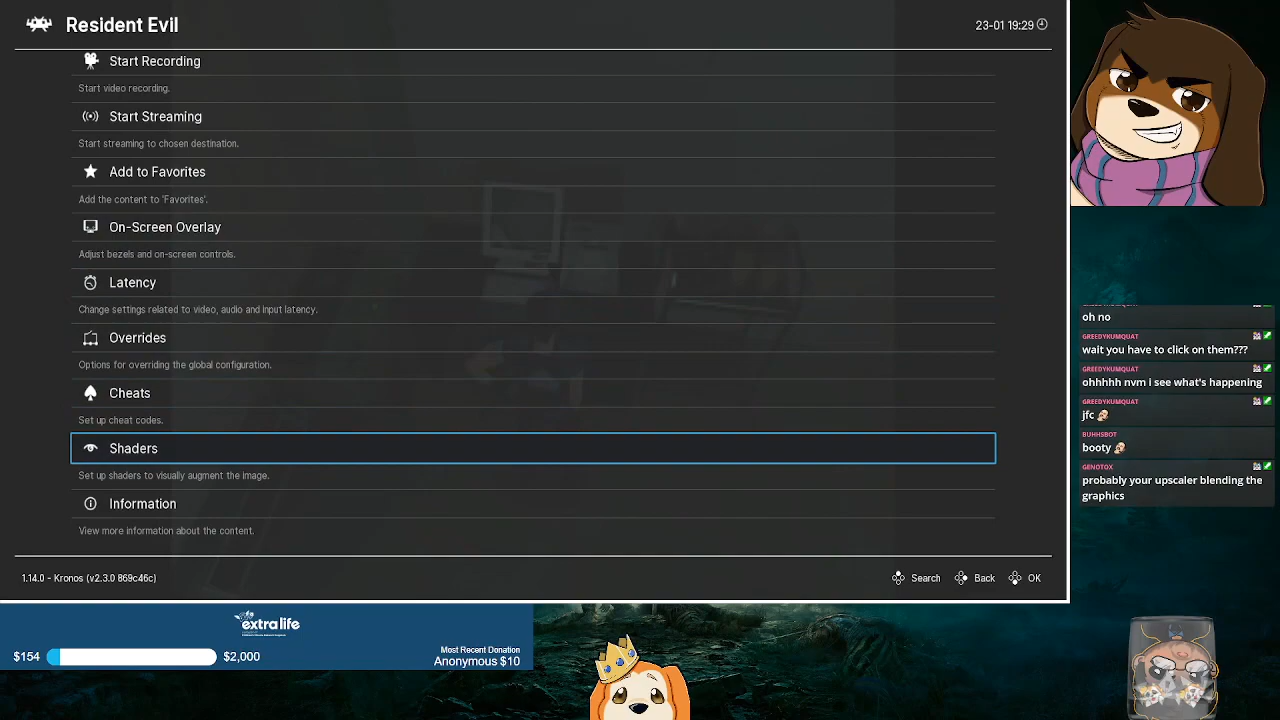 Resident Evil
23-01 19:29
Start Recording
Start video recording.
Start Streaming
Start streaming to chosen destination.
Add to Favorites
Add the content to 'Favorites'.
On-Screen Overlay
Adjust bezels and on-screen controls.
Latency
Change settings related to video, audio and input latency.
Overrides
Options for overriding the global configuration.
Cheats
Set up cheat codes.
Shaders
Set up shaders to visually augment the image.
Information
View more information about the content.
1.14.0 - Kronos (v2.3.0 869c46c)
Search Back OK
oh no
GREEDYKUMQUAT
wait you have to click on them???
GREEDYKUMQUAT
ohhhhh nvm i see what's happening
GREEDYKUMQUAT
jfc
BUHHSBOT
booty
GENOTOX
probably your upscaler blending the
graphics
extralife
$154 $2,000
Most Recent Donation
Anonymous $10